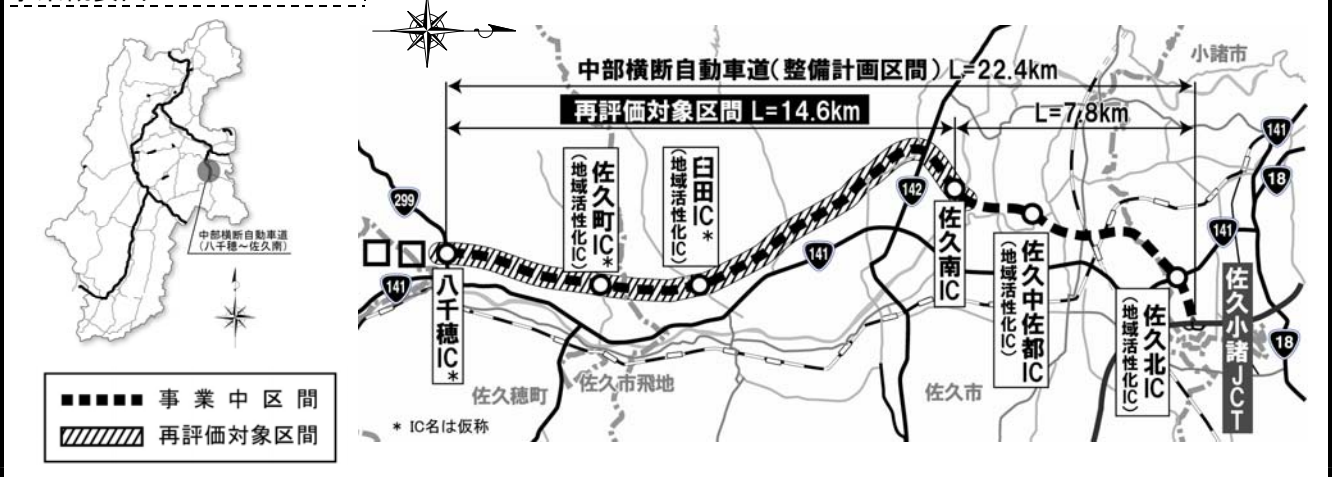 中部横断自動車道
(八千穂～佐久南)
事業中区間
再評価対象区間
中部横断自動車道(整備計画区間) L=22.4km
再評価対象区間 L=14.6km
L=7.8km
小諸市
299
141
八千穂IC*
佐久町IC*
(地域活性化IC)
臼田IC*
(地域活性化IC)
142
141
佐久南IC
佐久中佐都IC
(地域活性化IC)
佐久北IC
(地域活性化IC)
佐久小諸JCT
141
18
141
18
佐久穂町
佐久市飛地
佐久市
* IC名は仮称